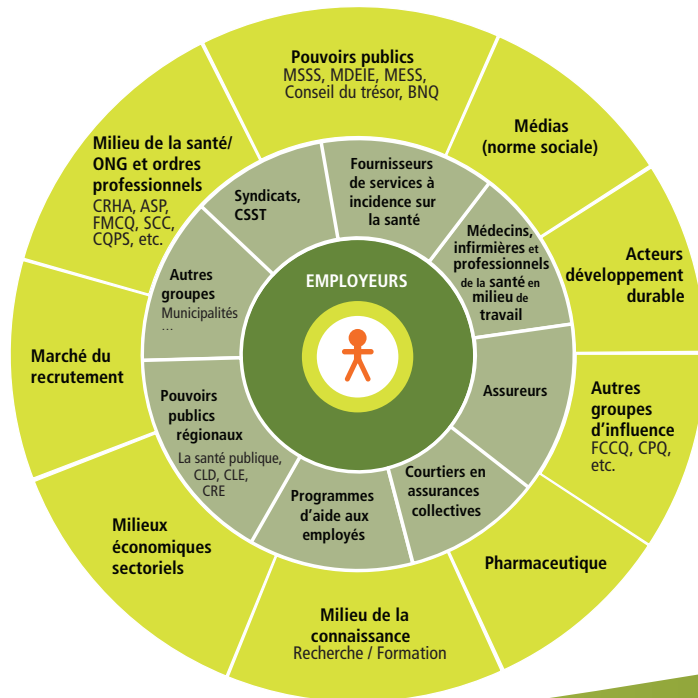 Pouvoirs publics
MSSS, MDEIE, MESS,
Conseil du trésor, BNQ
Médias
(norme sociale)
Acteurs
développement
durable
Autres
groupes
d'influence
FCCQ, CPQ,
etc.
Pharmaceutique
Milieu de la
connaissance
Recherche / Formation
Milieux
économiques
sectoriels
Marché du
recrutement
Milieu de la santé/
ONG et ordres
professionnels
CRHA, ASP,
FMCQ, SCC,
CQPS, etc.
Fournisseurs
de services à
incidence sur
la santé
Médecins,
infirmières et
professionnels
de la santé en
milieu de
travail
Assureurs
Courtiers en
assurances
collectives
Programmes
d'aide aux
employés
Pouvoirs
publics
régionaux
La santé publique,
CLD, CLE,
CRE
Autres
groupes
Municipalités
...
Syndicats,
CSST
EMPLOYEURS